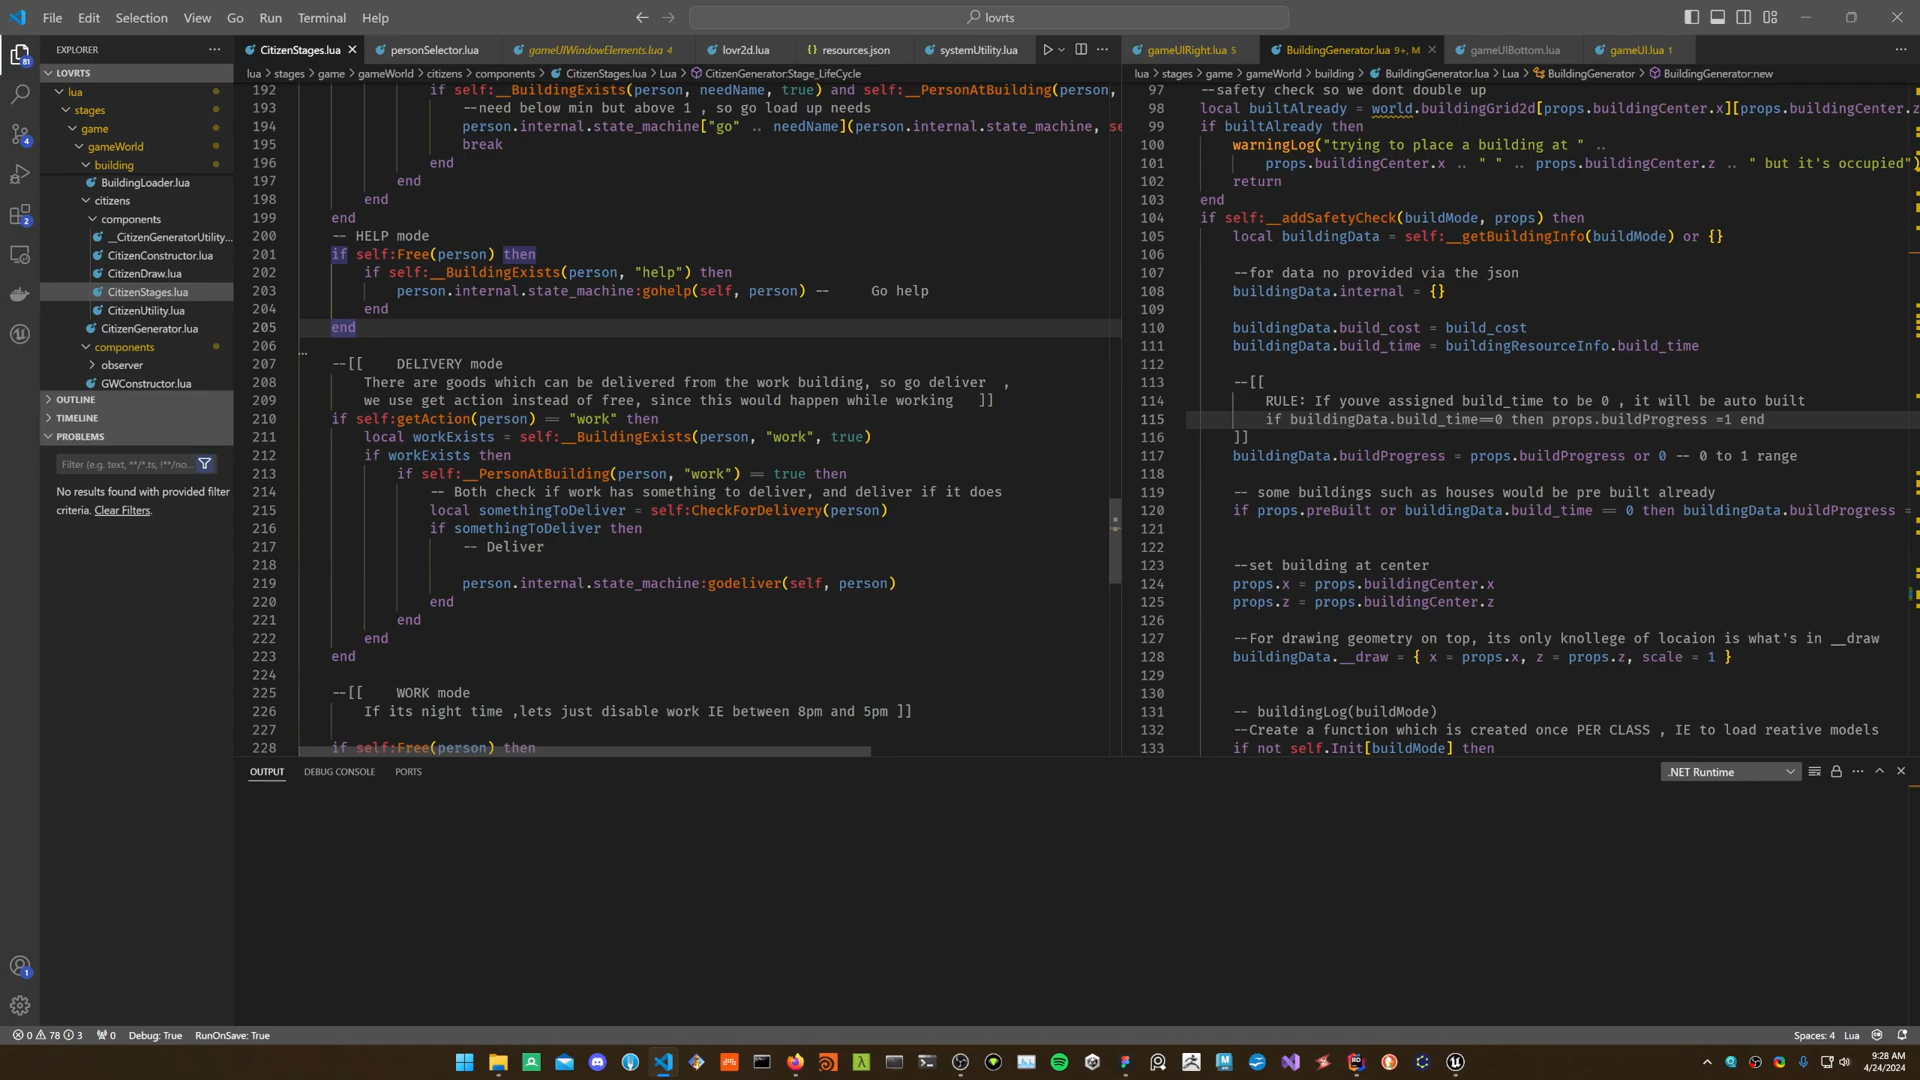 File Edit Selection View Go Run Terminal Help
lovrts
EXPLORER
LOVRTS
lua
stages
game
gameWorld
building
BuildingLoader.lua
citizens
components
__CitizenGeneratorUtility...
CitizenConstructor.lua
CitizenDraw.lua
CitizenStages.lua
CitizenUtility.lua
CitizenGenerator.lua
components
observer
GWConstructor.lua
OUTLINE
TIMELINE
PROBLEMS
Filter (e.g. text, **/*.ts, !**/no...
No results found with provided filter
criteria. Clear Filters.
CitizenStages.lua personSelector.lua gameUIWindowElements.lua 4 lovr2d.lua resources.json systemUtility.lua
lua > stages > game > gameWorld > citizens > components > CitizenStages.lua > Lua > CitizenGenerator:Stage_LifeCycle
192 if self:__BuildingExists(person, needName, true) and self:__PersonAtBuilding(person,
193 --need below min but above 1 , so go load up needs
194 person.internal.state_machine["go" .. needName](person.internal.state_machine, se
195 break
196 end
197 end
198 end
199 end
200 -- HELP mode
201 if self:Free(person) then
202 if self:__BuildingExists(person, "help") then
203 person.internal.state_machine:gohelp(self, person) -- Go help
204 end
205 end
206
207 --[[ DELIVERY mode
208 There are goods which can be delivered from the work building, so go deliver ,
209 we use get action instead of free, since this would happen while working ]]
210 if self:getAction(person) == "work" then
211 local workExists = self:__BuildingExists(person, "work", true)
212 if workExists then
213 if self:__PersonAtBuilding(person, "work") == true then
214 -- Both check if work has something to deliver, and deliver if it does
215 local somethingToDeliver = self:CheckForDelivery(person)
216 if somethingToDeliver then
217 -- Deliver
218
219 person.internal.state_machine:godeliver(self, person)
220 end
221 end
222 end
223 end
224
225 --[[ WORK mode
226 If its night time ,lets just disable work IE between 8pm and 5pm ]]
227
228 if self:Free(person) then
gameUIRight.lua 5 BuildingGenerator.lua 9+, M gameUIBottom.lua gameUI.lua 1
lua > stages > game > gameWorld > building > BuildingGenerator.lua > Lua > BuildingGenerator > BuildingGenerator:new
97 --safety check so we dont double up
98 local builtAlready = world.buildingGrid2d[props.buildingCenter.x][props.buildingCenter.z
99 if builtAlready then
100 warningLog("trying to place a building at " ..
101 props.buildingCenter.x .. " " .. props.buildingCenter.z .. " but it's occupied")
102 return
103 end
104 if self:__addSafetyCheck(buildMode, props) then
105 local buildingData = self:__getBuildingInfo(buildMode) or {}
106
107 --for data no provided via the json
108 buildingData.internal = {}
109
110 buildingData.build_cost = build_cost
111 buildingData.build_time = buildingResourceInfo.build_time
112
113 --[[
114 RULE: If youve assigned build_time to be 0 , it will be auto built
115 if buildingData.build_time==0 then props.buildProgress =1 end
116 ]]
117 buildingData.buildProgress = props.buildProgress or 0 -- 0 to 1 range
118
119 -- some buildings such as houses would be pre built already
120 if props.preBuilt or buildingData.build_time == 0 then buildingData.buildProgress =
121
122
123 --set building at center
124 props.x = props.buildingCenter.x
125 props.z = props.buildingCenter.z
126
127 --For drawing geometry on top, its only knollege of locaion is what's in __draw
128 buildingData.__draw = { x = props.x, z = props.z, scale = 1 }
129
130
131 -- buildingLog(buildMode)
132 --Create a function which is created once PER CLASS , IE to load reative models
133 if not self.Init[buildMode] then
OUTPUT DEBUG CONSOLE PORTS
.NET Runtime
0 78 3 0 Debug: True RunOnSave: True
Spaces: 4 Lua
9:28 AM
4/24/2024